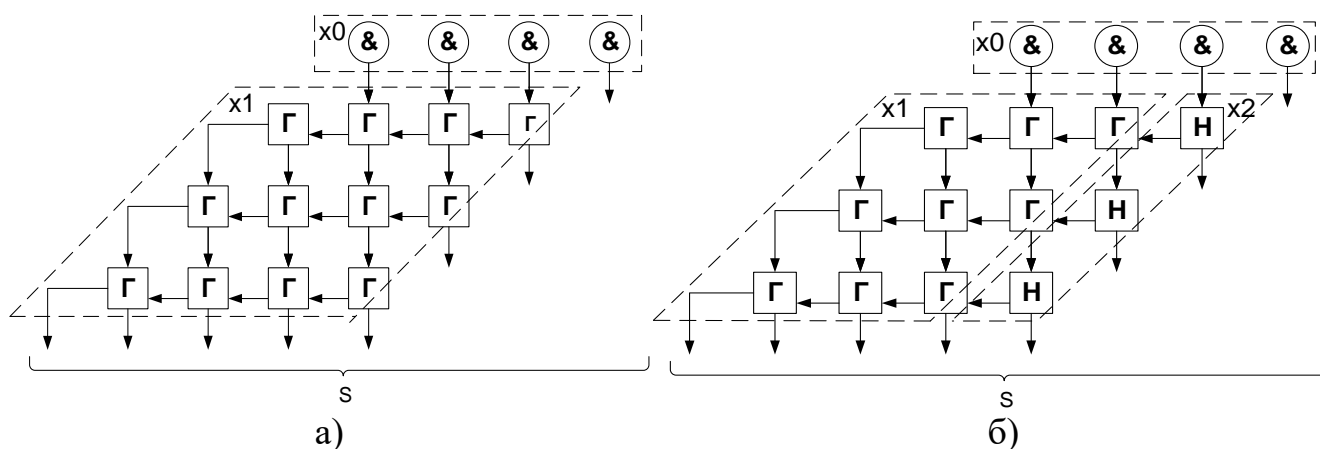 x0 & & & & x0 & & & &
x1 Г Г Г Г x1 Г Г Г Н x2
Г Г Г Г Г Г Г Н
Г Г Г Г Г Г Г Н
S S
а) б)